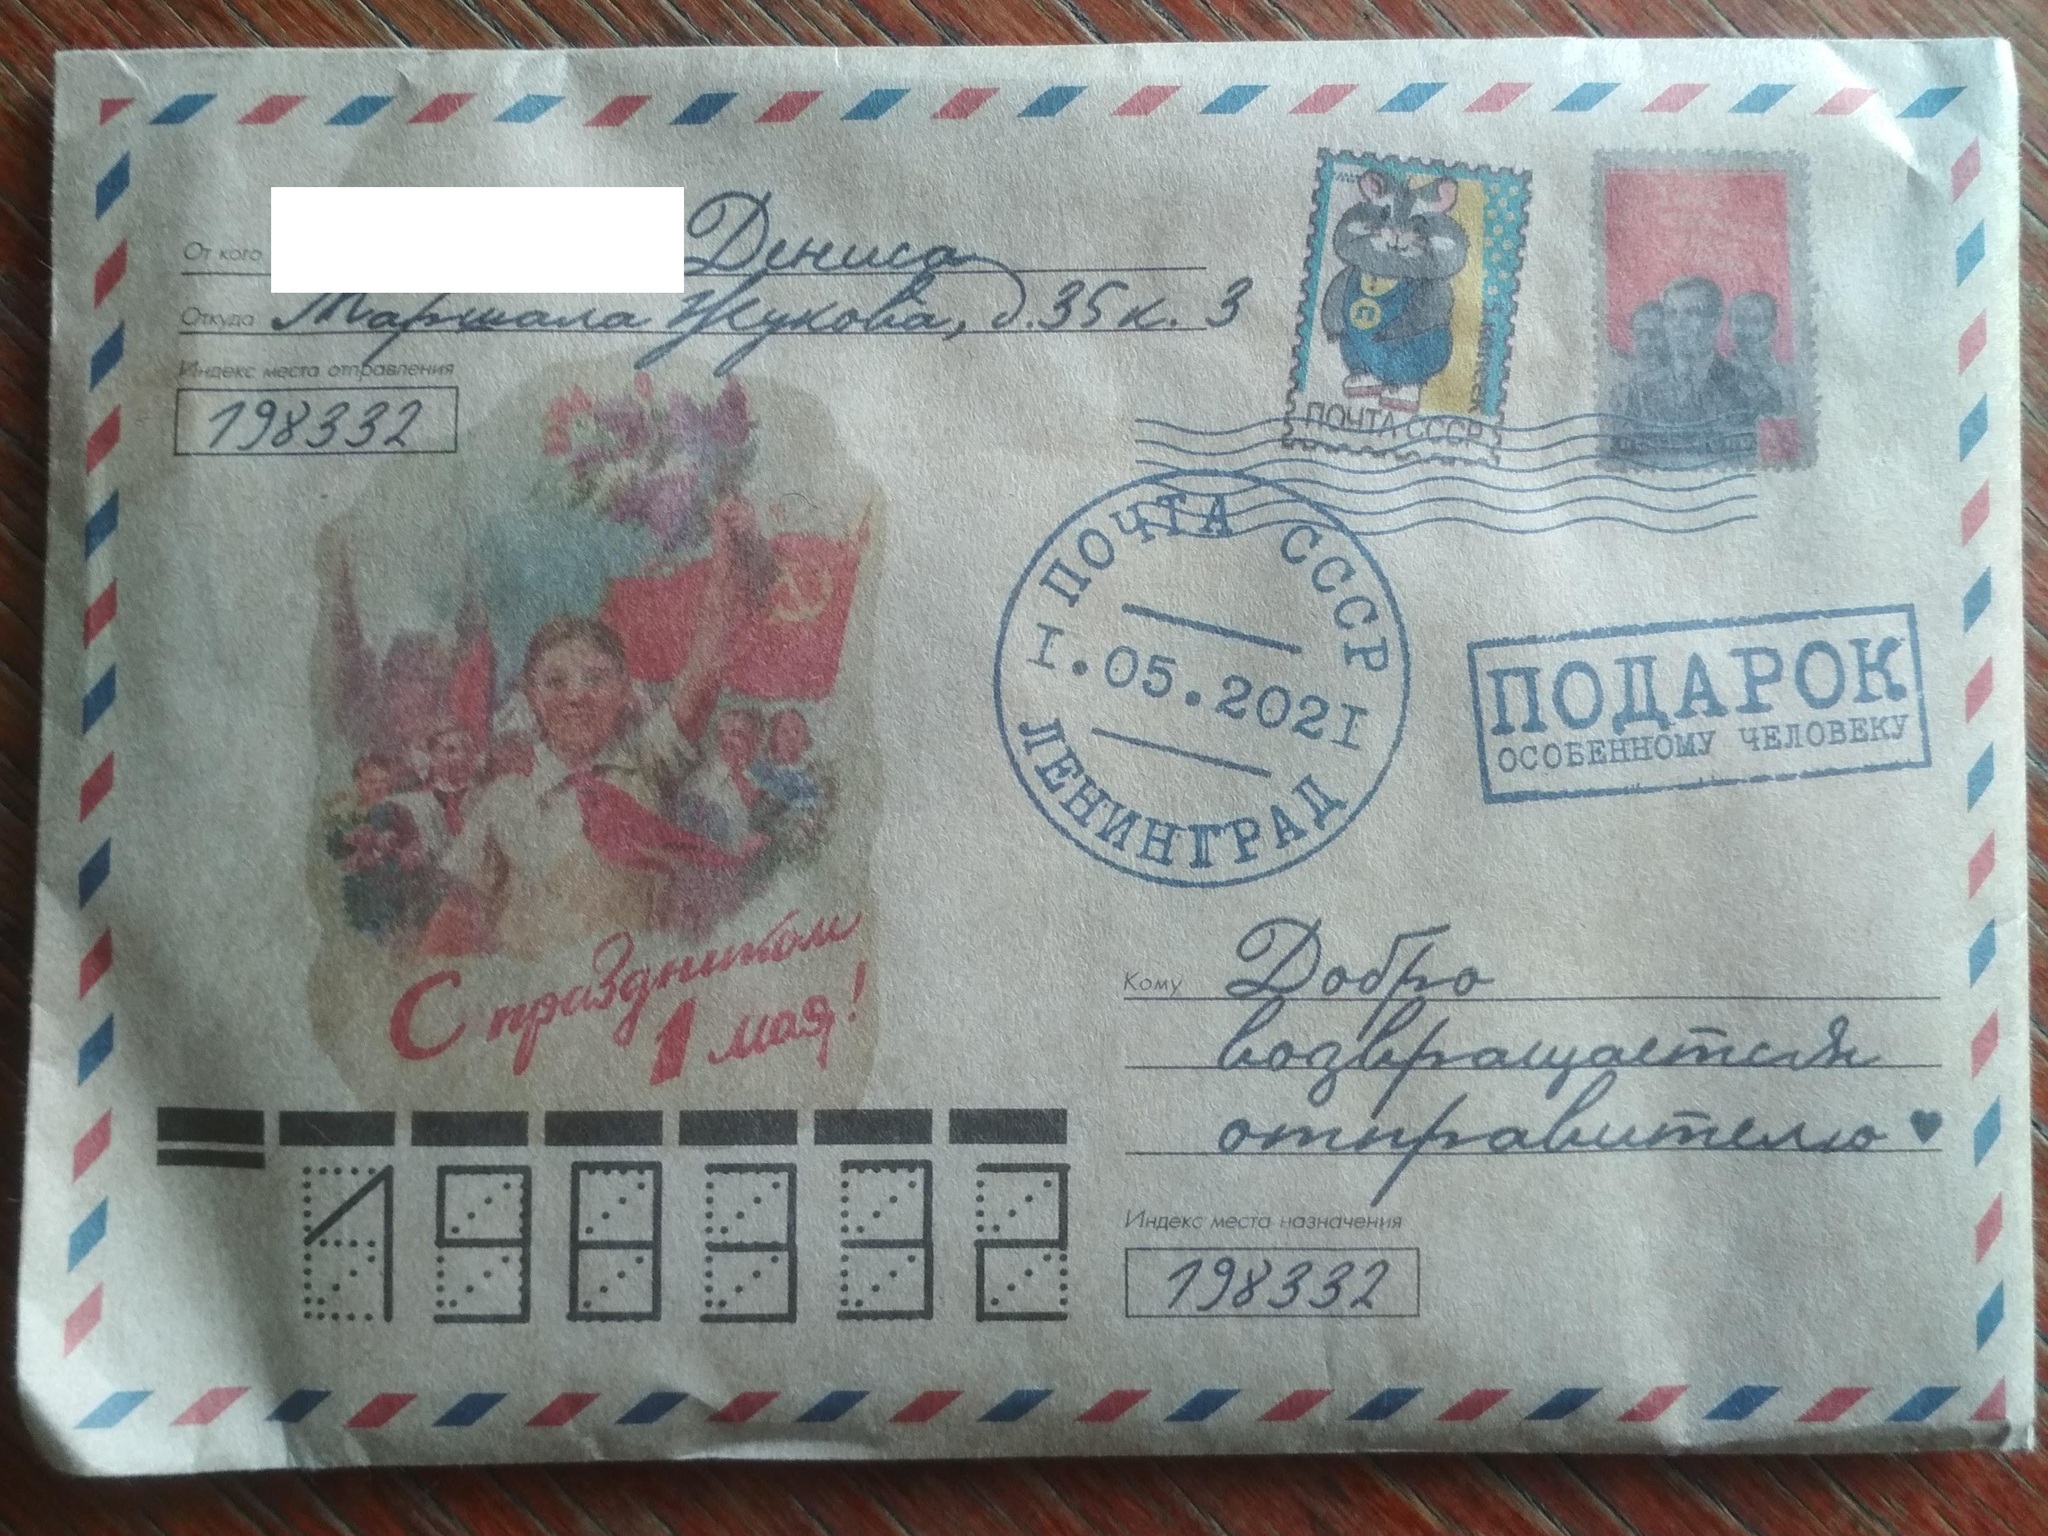 От кого Дениса
Откуда Маршала Жукова, д. 35 к. 3
Индекс места отправления
198332
ПОЧТА СССР
ПОЧТА СССР
1.05.2021
ЛЕНИНГРАД
ПОДАРОК
ОСОБЕННОМУ ЧЕЛОВЕКУ
С праздником
1 мая!
Кому Добро
возвращается
отправителю ♥
Индекс места назначения
198332
198332